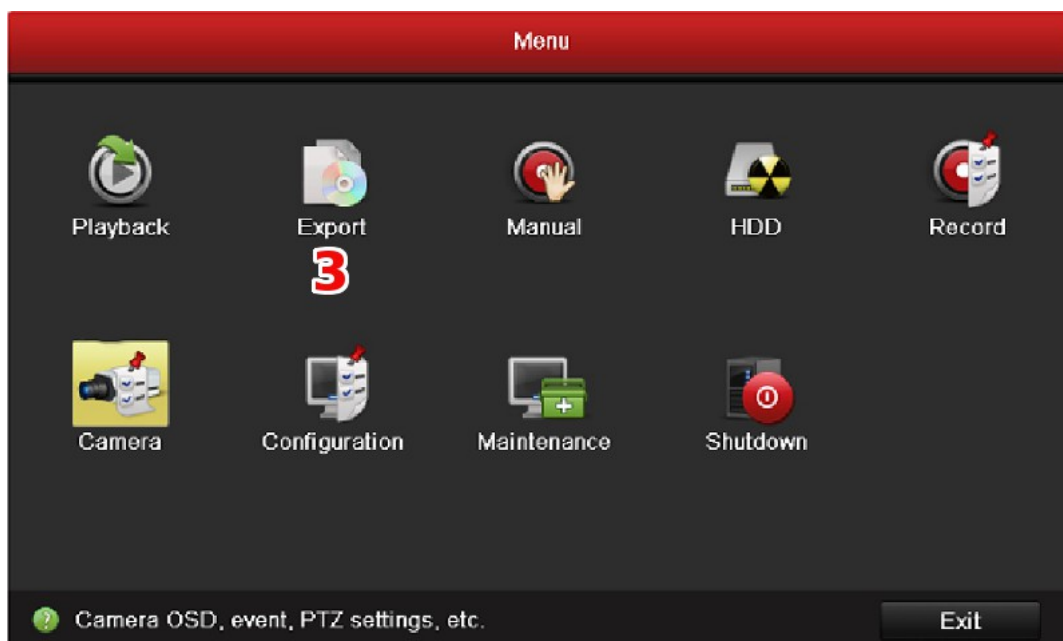 Menu
Playback
Export
Manual
HDD
Record
3
Camera
Configuration
Maintenance
Shutdown
Camera OSD, event, PTZ settings, etc.
Exit